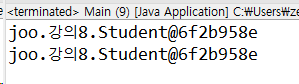 <terminated> Main (9) [Java Application] C:₩Users₩ze
joo.강의8.Student@6f2b958e
joo.강의8.Student@6f2b958e